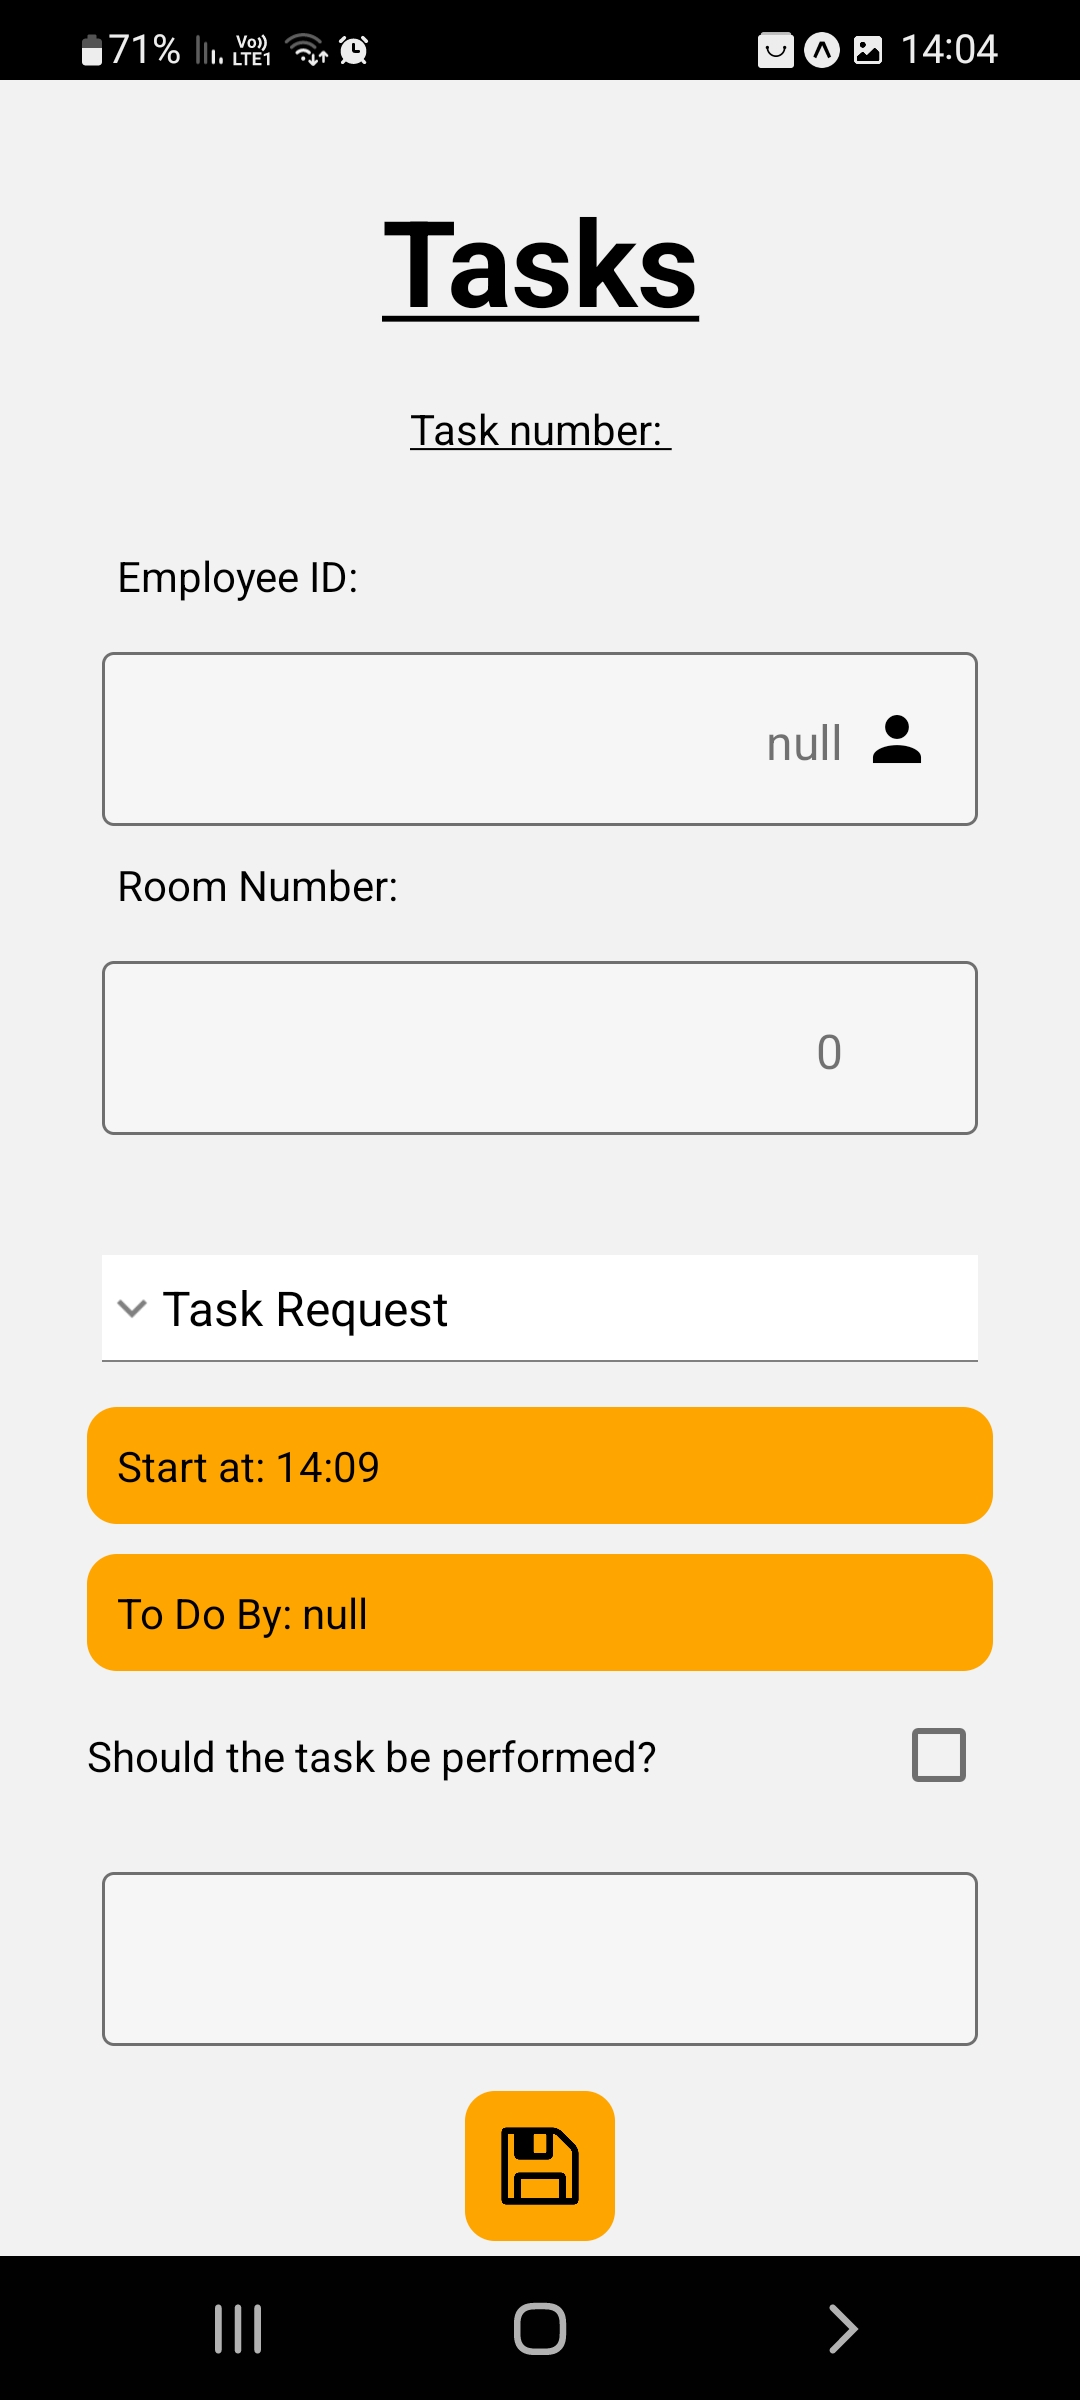 71% Vo)) LTE1 14:04
Tasks
Task number:
Employee ID:
null
Room Number:
0
Task Request
Start at: 14:09
To Do By: null
Should the task be performed?